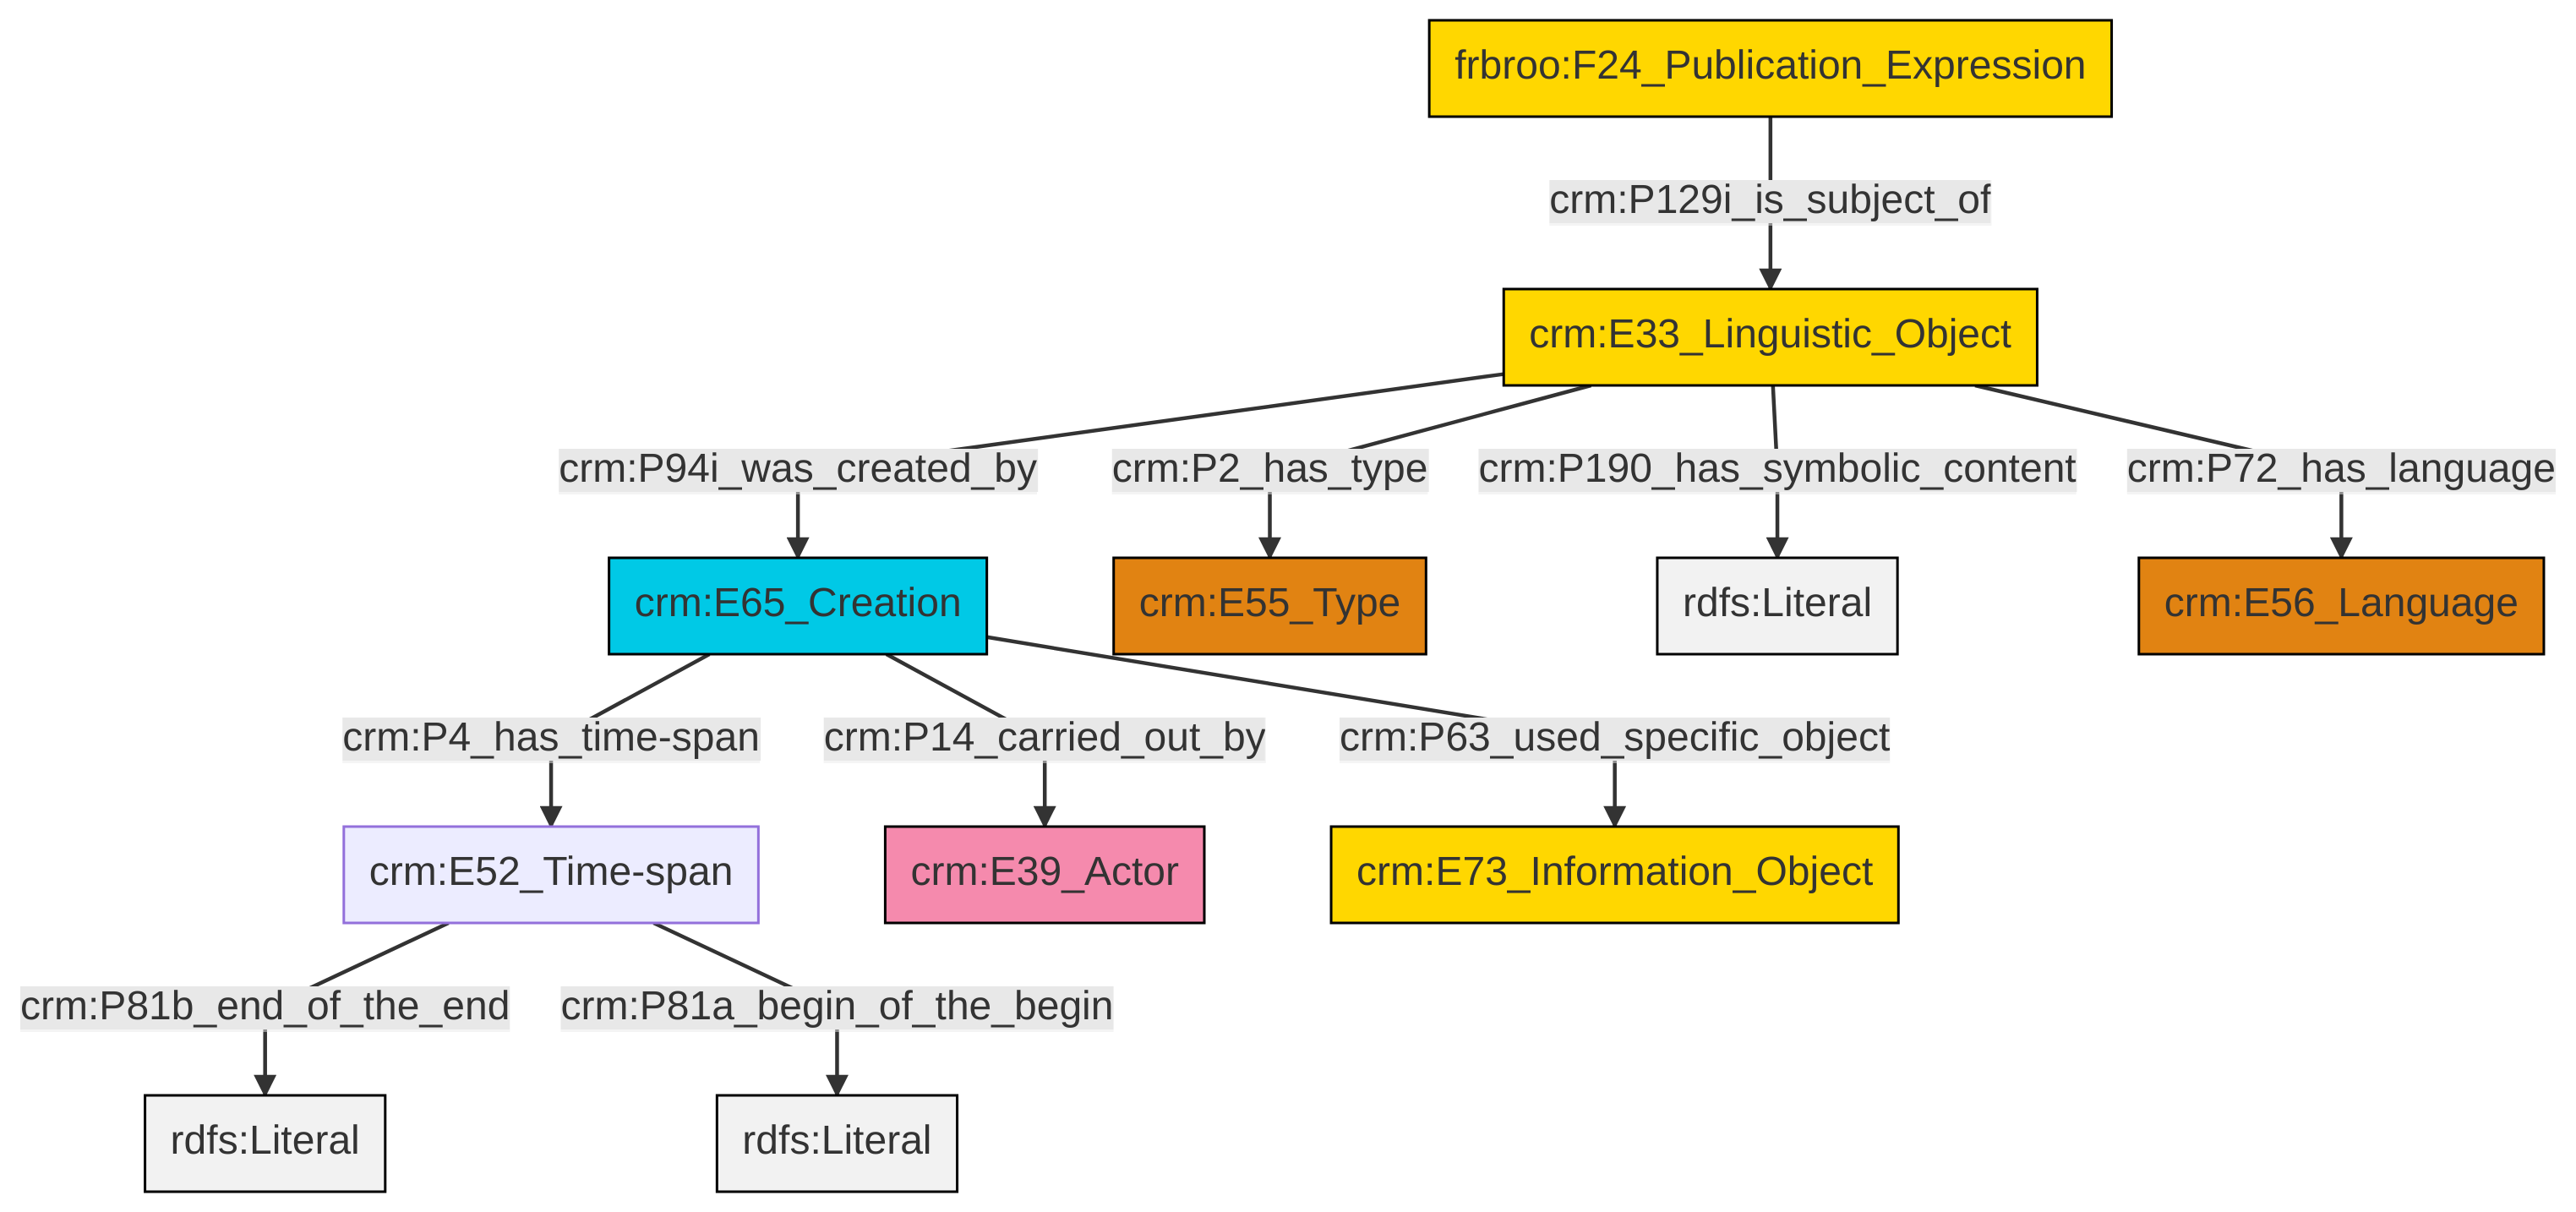 frbroo:F24_Publication_Expression
crm:P129i_is_subject_of
crm:E33_Linguistic_Object
crm:P94i_was_created_by
crm:P2_has_type
crm:P190_has_symbolic_content
crm:P72_has_language
crm:E65_Creation
crm:E55_Type
rdfs:Literal
crm:E56_Language
crm:P4_has_time-span
crm:P14_carried_out_by
crm:P63_used_specific_object
crm:E52_Time-span
crm:E39_Actor
crm:E73_Information_Object
crm:P81b_end_of_the_end
crm:P81a_begin_of_the_begin
rdfs:Literal
rdfs:Literal